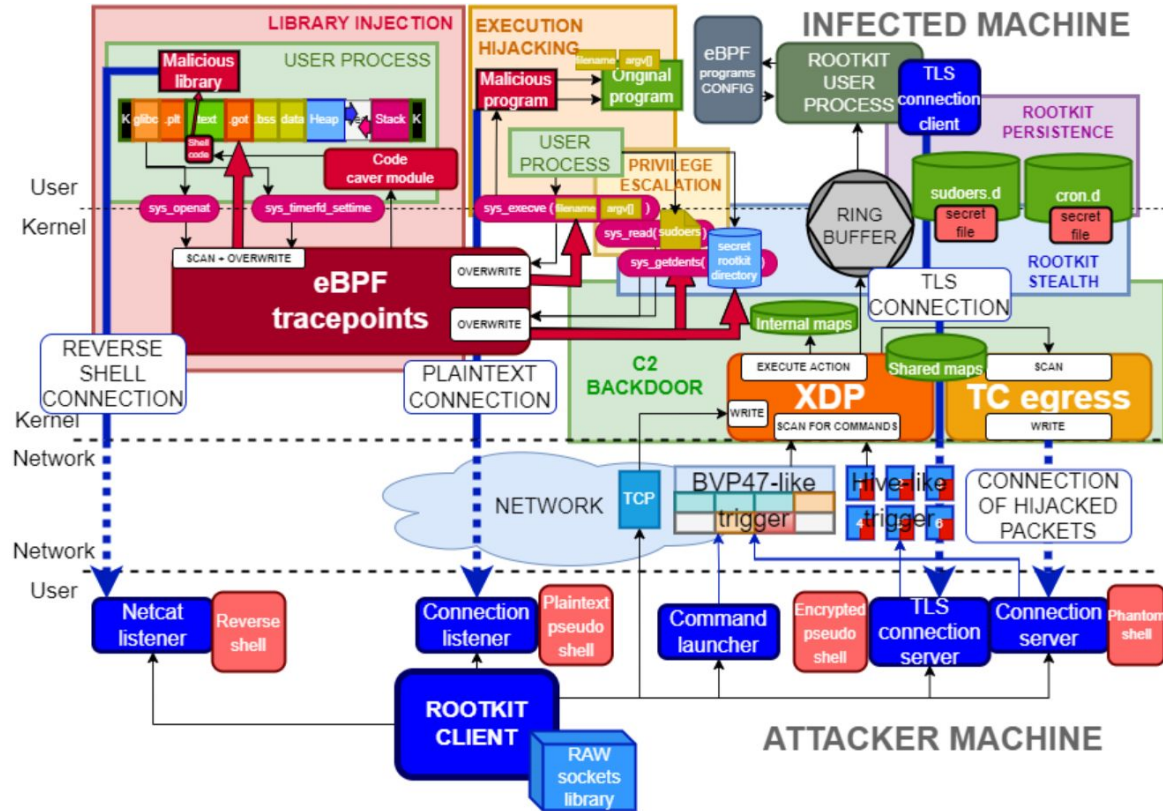 LIBRARY INJECTION
EXECUTION
HIJACKING
INFECTED MACHINE
Malicious
library
USER PROCESS
filename
argv[]
Malicious
program
Original
program
eBPF
programs
CONFIG
ROOTKIT
USER
PROCESS
TLS
connection
client
K
glibc
.plt
.text
.got
.bss
data
Heap
Stack
K
Shell
code
Code
caver module
USER
PROCESS
PRIVILEGE
ESCALATION
ROOTKIT
PERSISTENCE
sudoers.d
secret
file
cron.d
secret
file
User
Kernel
sys_openat
sys_timerfd_settime
sys_execve (
filename
argv[]
)
sys_read(
sudoers
)
sys_getdents(
secret
rootkit
directory
)
RING
BUFFER
ROOTKIT
STEALTH
SCAN + OVERWRITE
eBPF
tracepoints
OVERWRITE
OVERWRITE
TLS
CONNECTION
Internal maps
REVERSE
SHELL
CONNECTION
PLAINTEXT
CONNECTION
C2
BACKDOOR
EXECUTE ACTION
Shared maps
SCAN
XDP
TC egress
WRITE
SCAN FOR COMMANDS
WRITE
Kernel
Network
NETWORK
TCP
BVP47-like
trigger
Hive-like
trigger
4
6
CONNECTION
OF HIJACKED
PACKETS
Network
User
Netcat
listener
Reverse
shell
Connection
listener
Plaintext
pseudo
shell
Command
launcher
Encrypted
pseudo
shell
TLS
connection
server
Connection
server
Phantom
shell
ROOTKIT
CLIENT
RAW
sockets
library
ATTACKER MACHINE